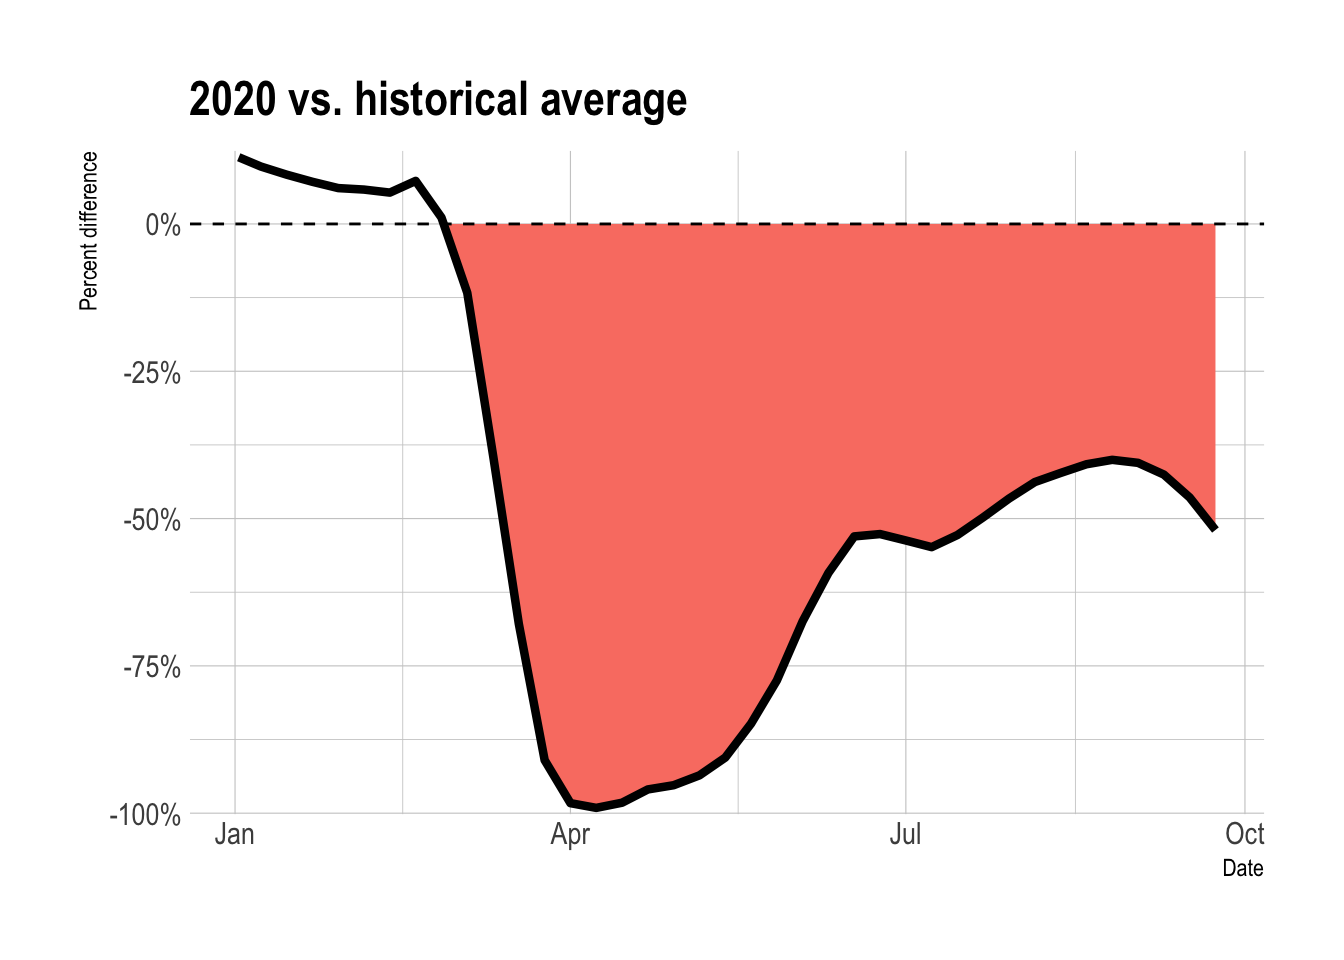 2020 vs. historical average
Percent difference
0%
-25%
-50%
-75%
-100%
Jan
Apr
Jul
Oct
Date